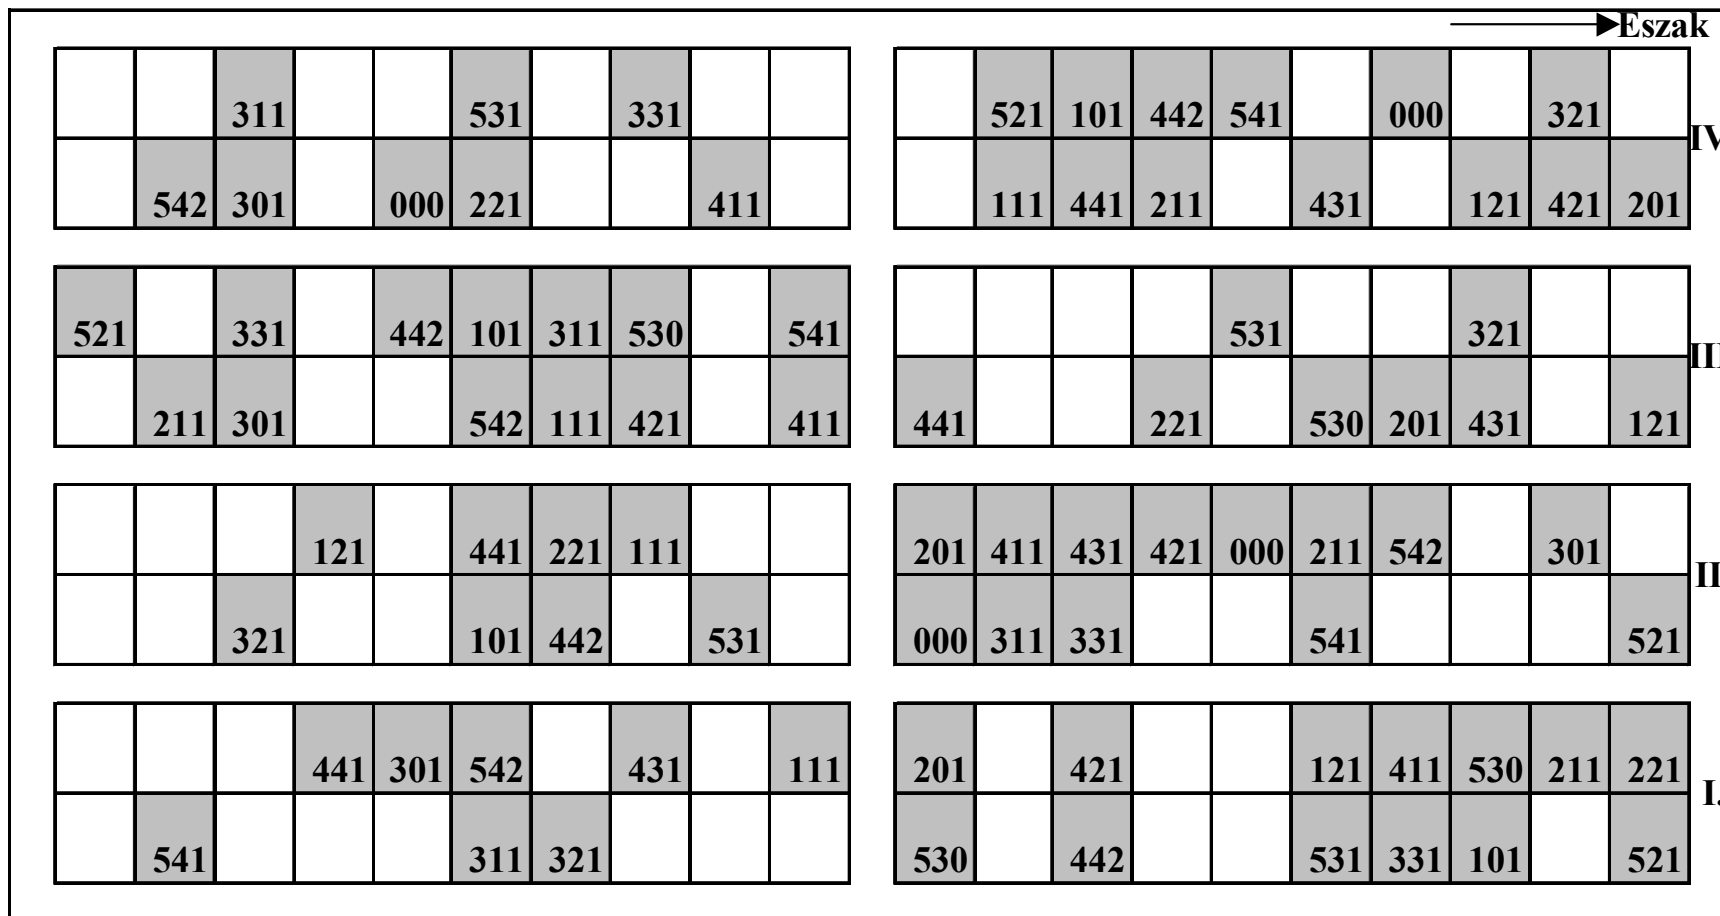 Eszak
311 531 331 521 101 442 541 000 321
IV
542 301 000 221 411 111 441 211 431 121 421 201
521 331 442 101 311 530 541 531 321
III
211 301 542 111 421 411 441 221 530 201 431 121
121 441 221 111 201 411 431 421 000 211 542 301
II
321 101 442 531 000 311 331 541 521
441 301 542 431 111 201 421 121 411 530 211 221
I.
541 311 321 530 442 531 331 101 521